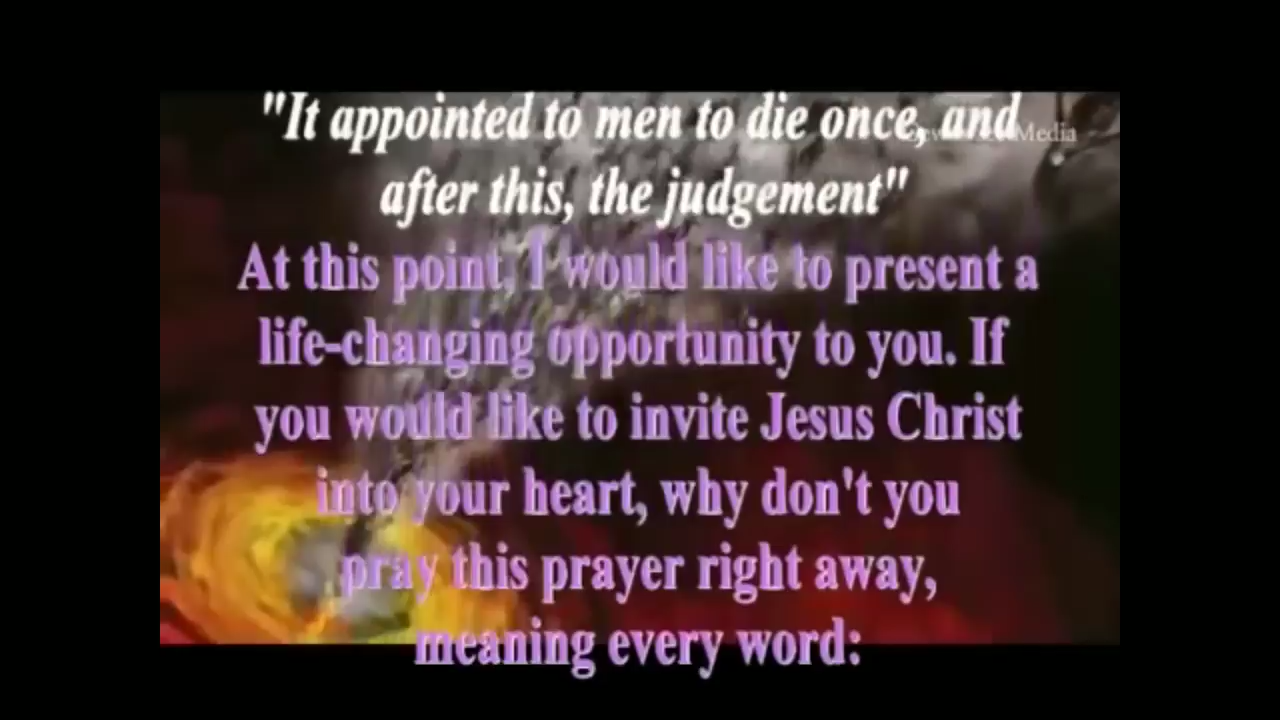 "It appointed to men to die once, and
after this, the judgement"
At this point, I would like to present a
life-changing opportunity to you. If
you would like to invite Jesus Christ
into your heart, why don't you
pray this prayer right away,
meaning every word:
Media